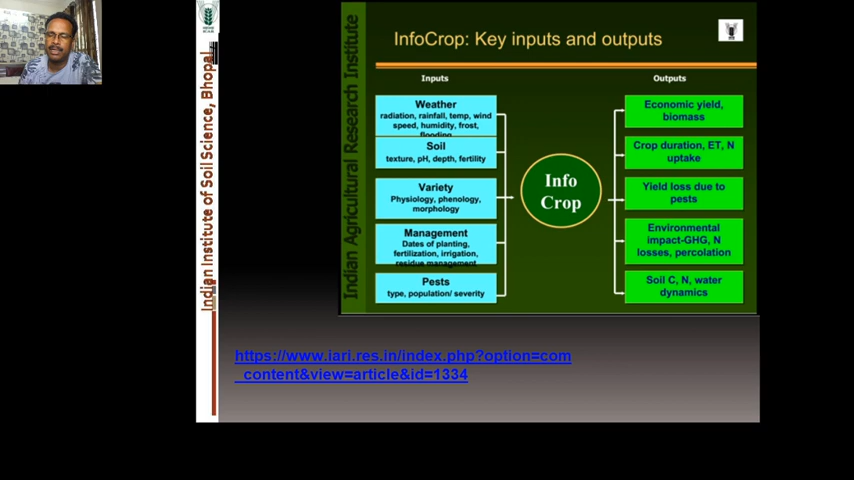 InfoCrop: Key inputs and outputs
Indian Agricultural Research Institute
Indian Institute of Soil Science, Bhopal
Inputs
Weather
radiation, rainfall, temp, wind
speed, humidity, frost,
flooding
Soil
texture, pH, depth, fertility
Variety
Physiology, phenology,
morphology
Management
Dates of planting,
fertilization, irrigation,
residue management
Pests
type, population/ severity
Info
Crop
Outputs
Economic yield,
biomass
Crop duration, ET, N
uptake
Yield loss due to
pests
Environmental
impact-GHG, N
losses, percolation
Soil C, N, water
dynamics
https://www.iari.res.in/index.php?option=com
_content&view=article&id=1334